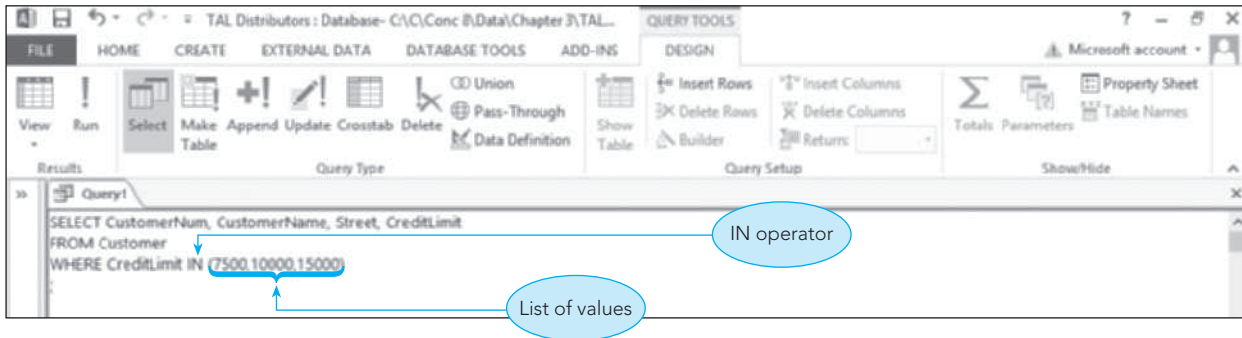 TAL Distributors : Database- C:\C\Conc 8\Data\Chapter 3\TAL... QUERY TOOLS ? – X
FILE HOME CREATE EXTERNAL DATA DATABASE TOOLS ADD-INS DESIGN Microsoft account
View Run Select Make Table Append Update Crosstab Delete
Union
Pass-Through
Data Definition
Show Table
Insert Rows
Delete Rows
Builder
Insert Columns
Delete Columns
Return:
Totals Parameters
Property Sheet
Table Names
Results Query Type Query Setup Show/Hide
Query1
SELECT CustomerNum, CustomerName, Street, CreditLimit
FROM Customer
WHERE CreditLimit IN (7500,10000,15000)
;
IN operator
List of values